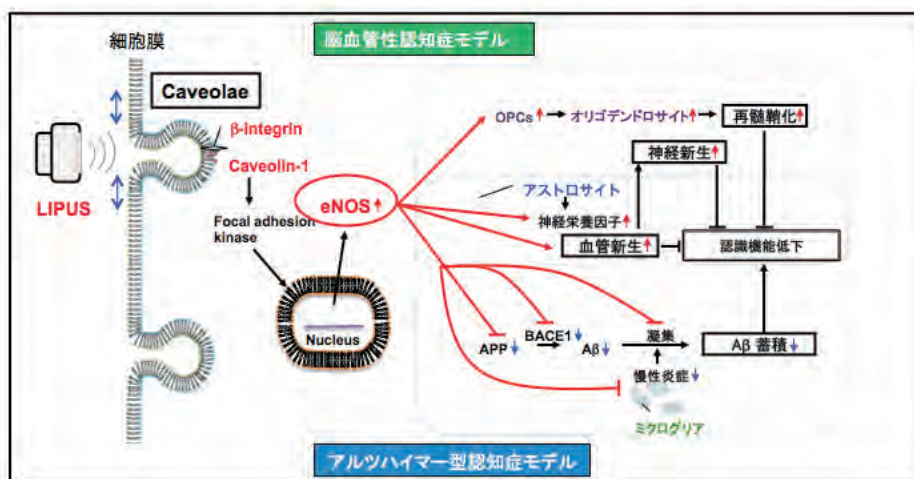 脳血管性認知症モデル
細胞膜
Caveolae
β-integrin
Caveolin-1
LIPUS
Focal adhesion
kinase
eNOS↑
Nucleus
OPCs↑
オリゴデンドロサイト↑
再髄鞘化↑
神経新生↑
アストロサイト
神経栄養因子↑
血管新生↑
認識機能低下
APP↓
BACE1↓
Aβ↓
凝集
Aβ 蓄積↓
慢性炎症↓
ミクログリア
アルツハイマー型認知症モデル